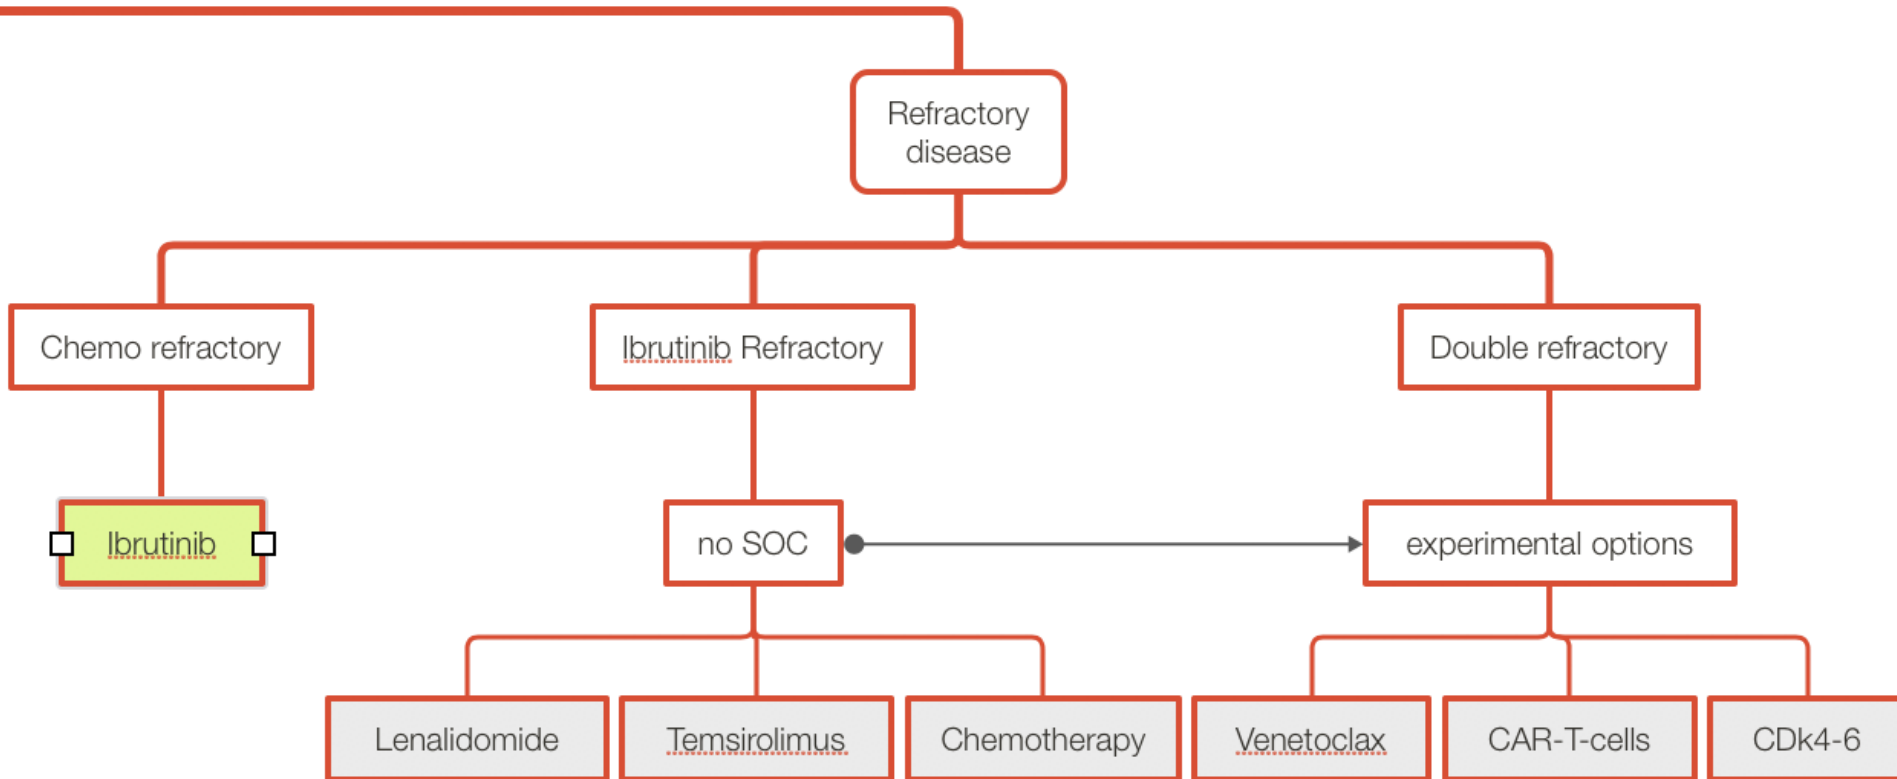 Refractory
disease
Chemo refractory
Ibrutinib Refractory
Double refractory
Ibrutinib
no SOC
experimental options
Lenalidomide
Temsirolimus
Chemotherapy
Venetoclax
CAR-T-cells
CDk4-6